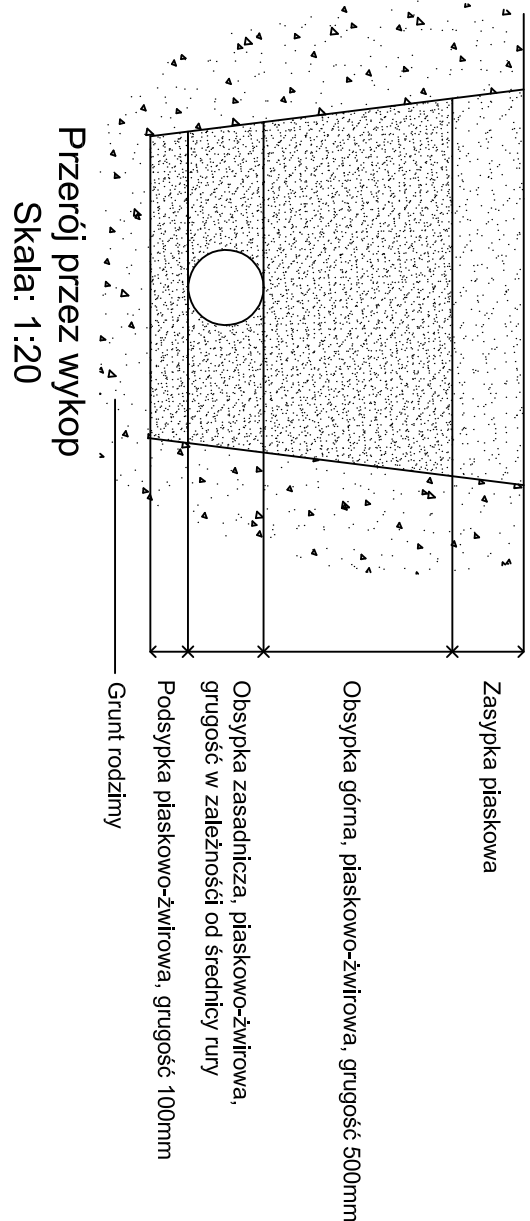 Zasypka piaskowa
Obsypka górna, piaskowo-żwirowa, grugość 500mm
Obsypka zasadnicza, piaskowo-żwirowa,
grugość w zależnośći od średnicy rury
Podsypka piaskowo-żwirowa, grugość 100mm
Grunt rodzimy
Przerój przez wykop
Skala: 1:20